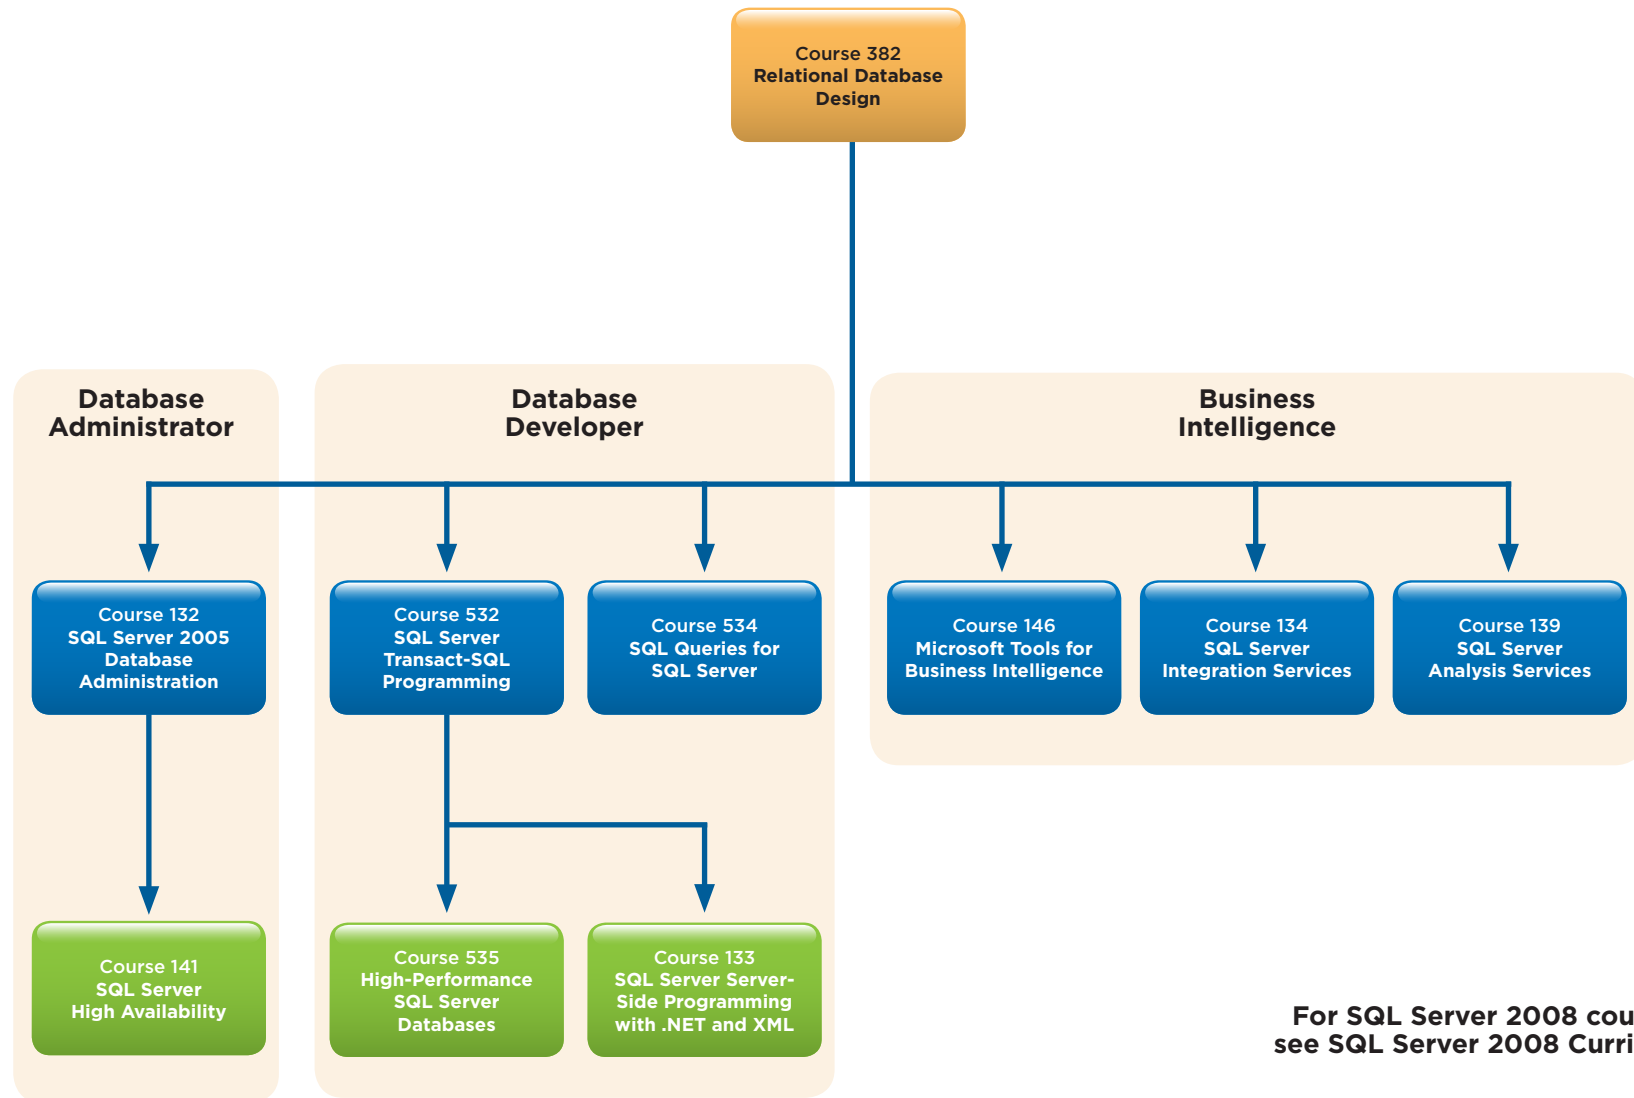 Course 382
Relational Database
Design
Database
Administrator
Database
Developer
Business
Intelligence
Course 132
SQL Server 2005
Database
Administration
Course 532
SQL Server
Transact-SQL
Programming
Course 534
SQL Queries for
SQL Server
Course 146
Microsoft Tools for
Business Intelligence
Course 134
SQL Server
Integration Services
Course 139
SQL Server
Analysis Services
Course 141
SQL Server
High Availability
Course 535
High-Performance
SQL Server
Databases
Course 133
SQL Server Server-
Side Programming
with .NET and XML
For SQL Server 2008 cou
see SQL Server 2008 Curri